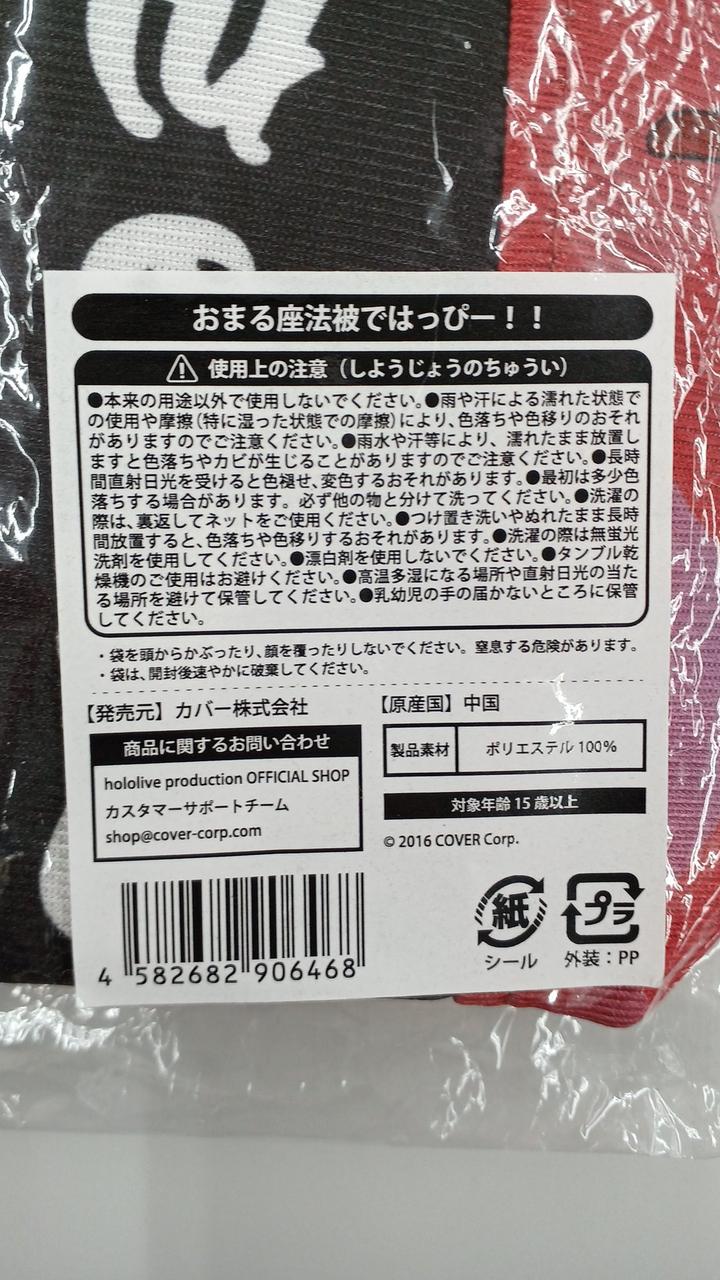 おまる座法被ではっぴー！！
使用上の注意（しようじょうのちゅうい）
●本来の用途以外で使用しないでください。●雨や汗による濡れた状態で
の使用や摩擦（特に湿った状態での摩擦）により、色落ちや色移りのおそれ
がありますのでご注意ください。●雨水や汗等により、濡れたまま放置し
ますと色落ちやカビが生じることがありますのでご注意ください。●長時
間直射日光を受けると色褪せ、変色するおそれがあります。●最初は多少色
落ちする場合があります。必ず他の物と分けて洗ってください。●洗濯の
際は、裏返してネットをご使用ください。●つけ置き洗いやぬれたまま長時
間放置すると、色落ちや色移りするおそれがあります。●洗濯の際は無蛍光
洗剤を使用してください。●漂白剤を使用しないでください。●タンブル乾
燥機のご使用はお避けください。●高温多湿になる場所や直射日光の当た
る場所を避けて保管してください。●乳幼児の手の届かないところに保管
してください。
・袋を頭からかぶったり、顔を覆ったりしないでください。窒息する危険があります。
・袋は、開封後速やかに破棄してください。
【発売元】カバー株式会社
商品に関するお問い合わせ
hololive production OFFICIAL SHOP
カスタマーサポートチーム
shop@cover-corp.com
【原産国】中国
製品素材 ポリエステル 100%
対象年齢 15 歳以上
© 2016 COVER Corp.
4 582682 906468
紙
シール
プラ
外装：PP